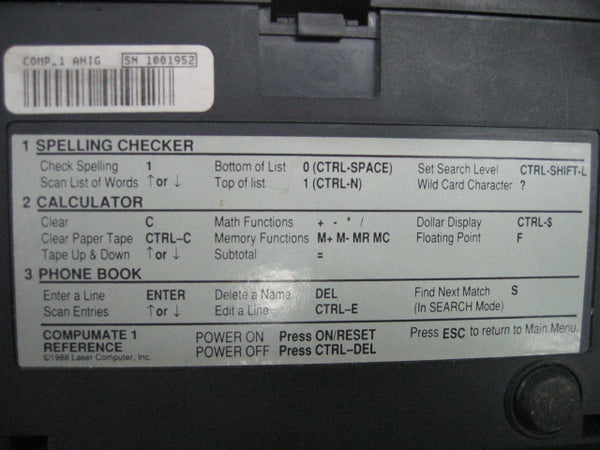 COMP_1 AHIG SN 1001952
1 SPELLING CHECKER
Check Spelling 1 Bottom of List 0 (CTRL-SPACE) Set Search Level CTRL-SHIFT-L
Scan List of Words ↑ or ↓ Top of list 1 (CTRL-N) Wild Card Character ?
2 CALCULATOR
Clear C Math Functions + - * / Dollar Display CTRL-$
Clear Paper Tape CTRL-C Memory Functions M+ M- MR MC Floating Point F
Tape Up & Down ↑ or ↓ Subtotal =
3 PHONE BOOK
Enter a Line ENTER Delete a Name DEL Find Next Match S
Scan Entries ↑ or ↓ Edit a Line CTRL-E (In SEARCH Mode)
COMPUMATE 1 POWER ON Press ON/RESET Press ESC to return to Main Menu.
REFERENCE POWER OFF Press CTRL-DEL
©1988 Laser Computer, Inc.